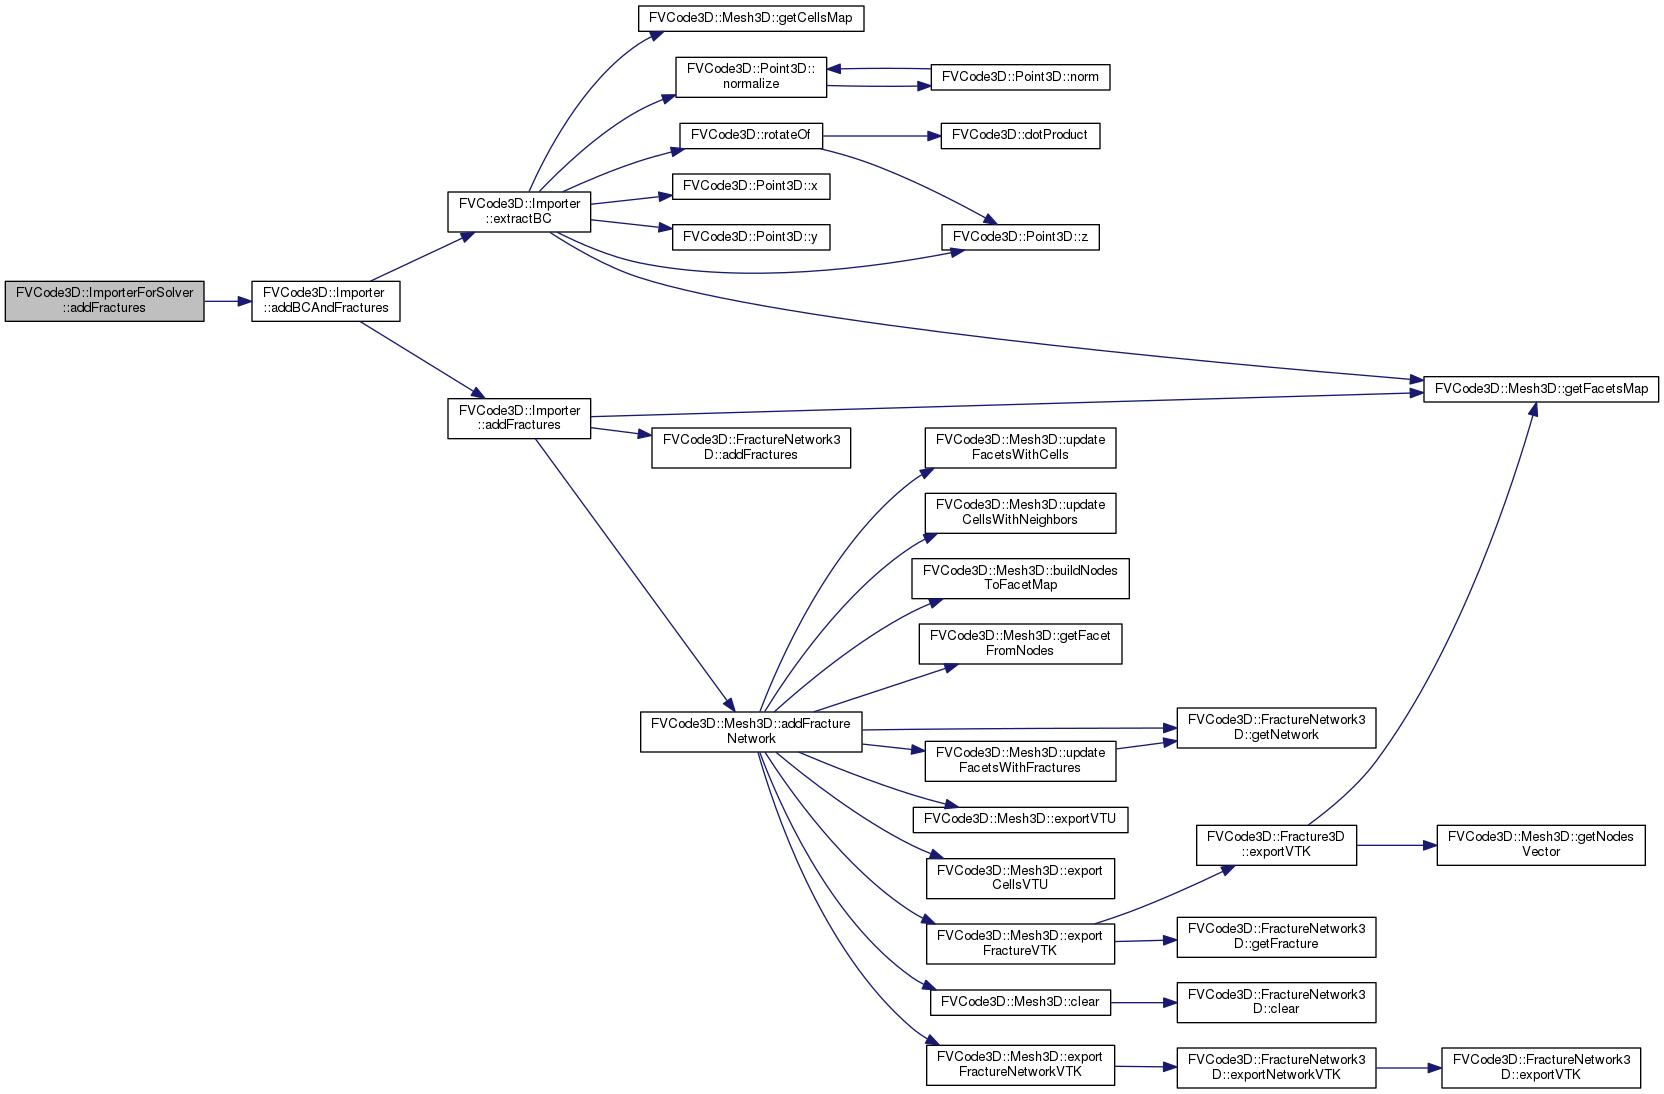 FVCode3D::Mesh3D::getCellsMap
FVCode3D::Point3D::
normalize
FVCode3D::Point3D::norm
FVCode3D::rotateOf
FVCode3D::dotProduct
FVCode3D::Point3D::x
FVCode3D::Importer
::extractBC
FVCode3D::Point3D::y
FVCode3D::Point3D::z
FVCode3D::ImporterForSolver
::addFractures
FVCode3D::Importer
::addBCAndFractures
FVCode3D::Mesh3D::getFacetsMap
FVCode3D::Importer
::addFractures
FVCode3D::FractureNetwork3
D::addFractures
FVCode3D::Mesh3D::update
FacetsWithCells
FVCode3D::Mesh3D::update
CellsWithNeighbors
FVCode3D::Mesh3D::buildNodes
ToFacetMap
FVCode3D::Mesh3D::getFacet
FromNodes
FVCode3D::Mesh3D::addFracture
Network
FVCode3D::FractureNetwork3
D::getNetwork
FVCode3D::Mesh3D::update
FacetsWithFractures
FVCode3D::Mesh3D::exportVTU
FVCode3D::Fracture3D
::exportVTK
FVCode3D::Mesh3D::getNodes
Vector
FVCode3D::Mesh3D::export
CellsVTU
FVCode3D::Mesh3D::export
FractureVTK
FVCode3D::FractureNetwork3
D::getFracture
FVCode3D::Mesh3D::clear
FVCode3D::FractureNetwork3
D::clear
FVCode3D::Mesh3D::export
FractureNetworkVTK
FVCode3D::FractureNetwork3
D::exportNetworkVTK
FVCode3D::FractureNetwork3
D::exportVTK